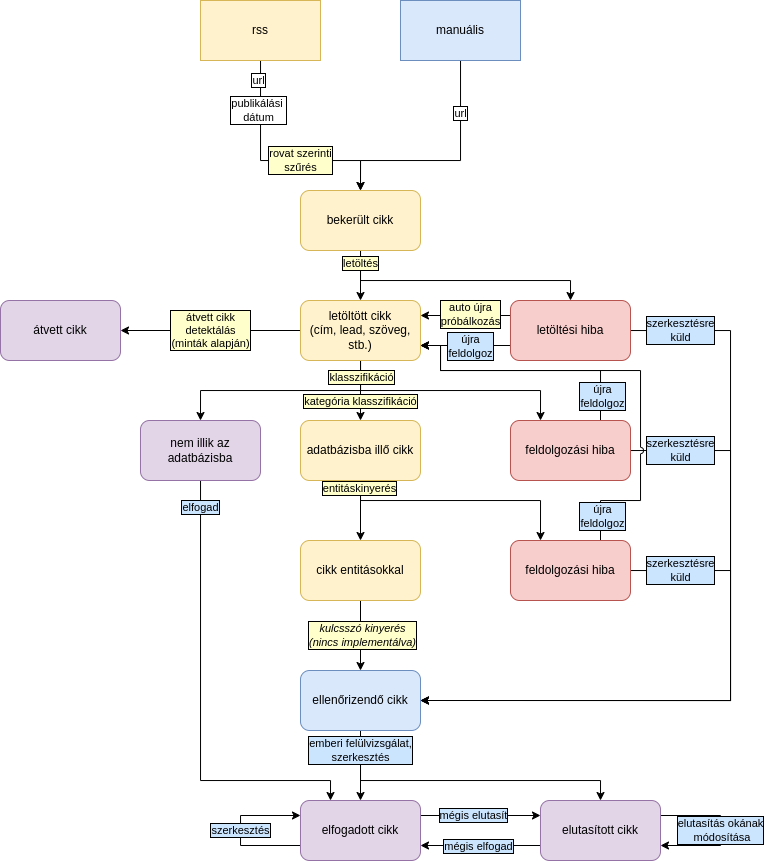 rss
manuális
url
publikálási
dátum
url
rovat szerinti
szűrés
bekerült cikk
letöltés
átvett cikk
átvett cikk
detektálás
(minták alapján)
letöltött cikk
(cím, lead, szöveg,
stb.)
auto újra
próbálkozás
újra
feldolgoz
letöltési hiba
szerkesztésre
küld
klasszifikáció
kategória klasszifikáció
újra
feldolgoz
nem illik az
adatbázisba
adatbázisba illő cikk
feldolgozási hiba
szerkesztésre
küld
elfogad
entitáskinyerés
újra
feldolgoz
cikk entitásokkal
feldolgozási hiba
szerkesztésre
küld
kulcsszó kinyerés
(nincs implementálva)
ellenőrizendő cikk
emberi felülvizsgálat,
szerkesztés
szerkesztés
elfogadott cikk
mégis elutasít
mégis elfogad
elutasított cikk
elutasítás okának
módosítása